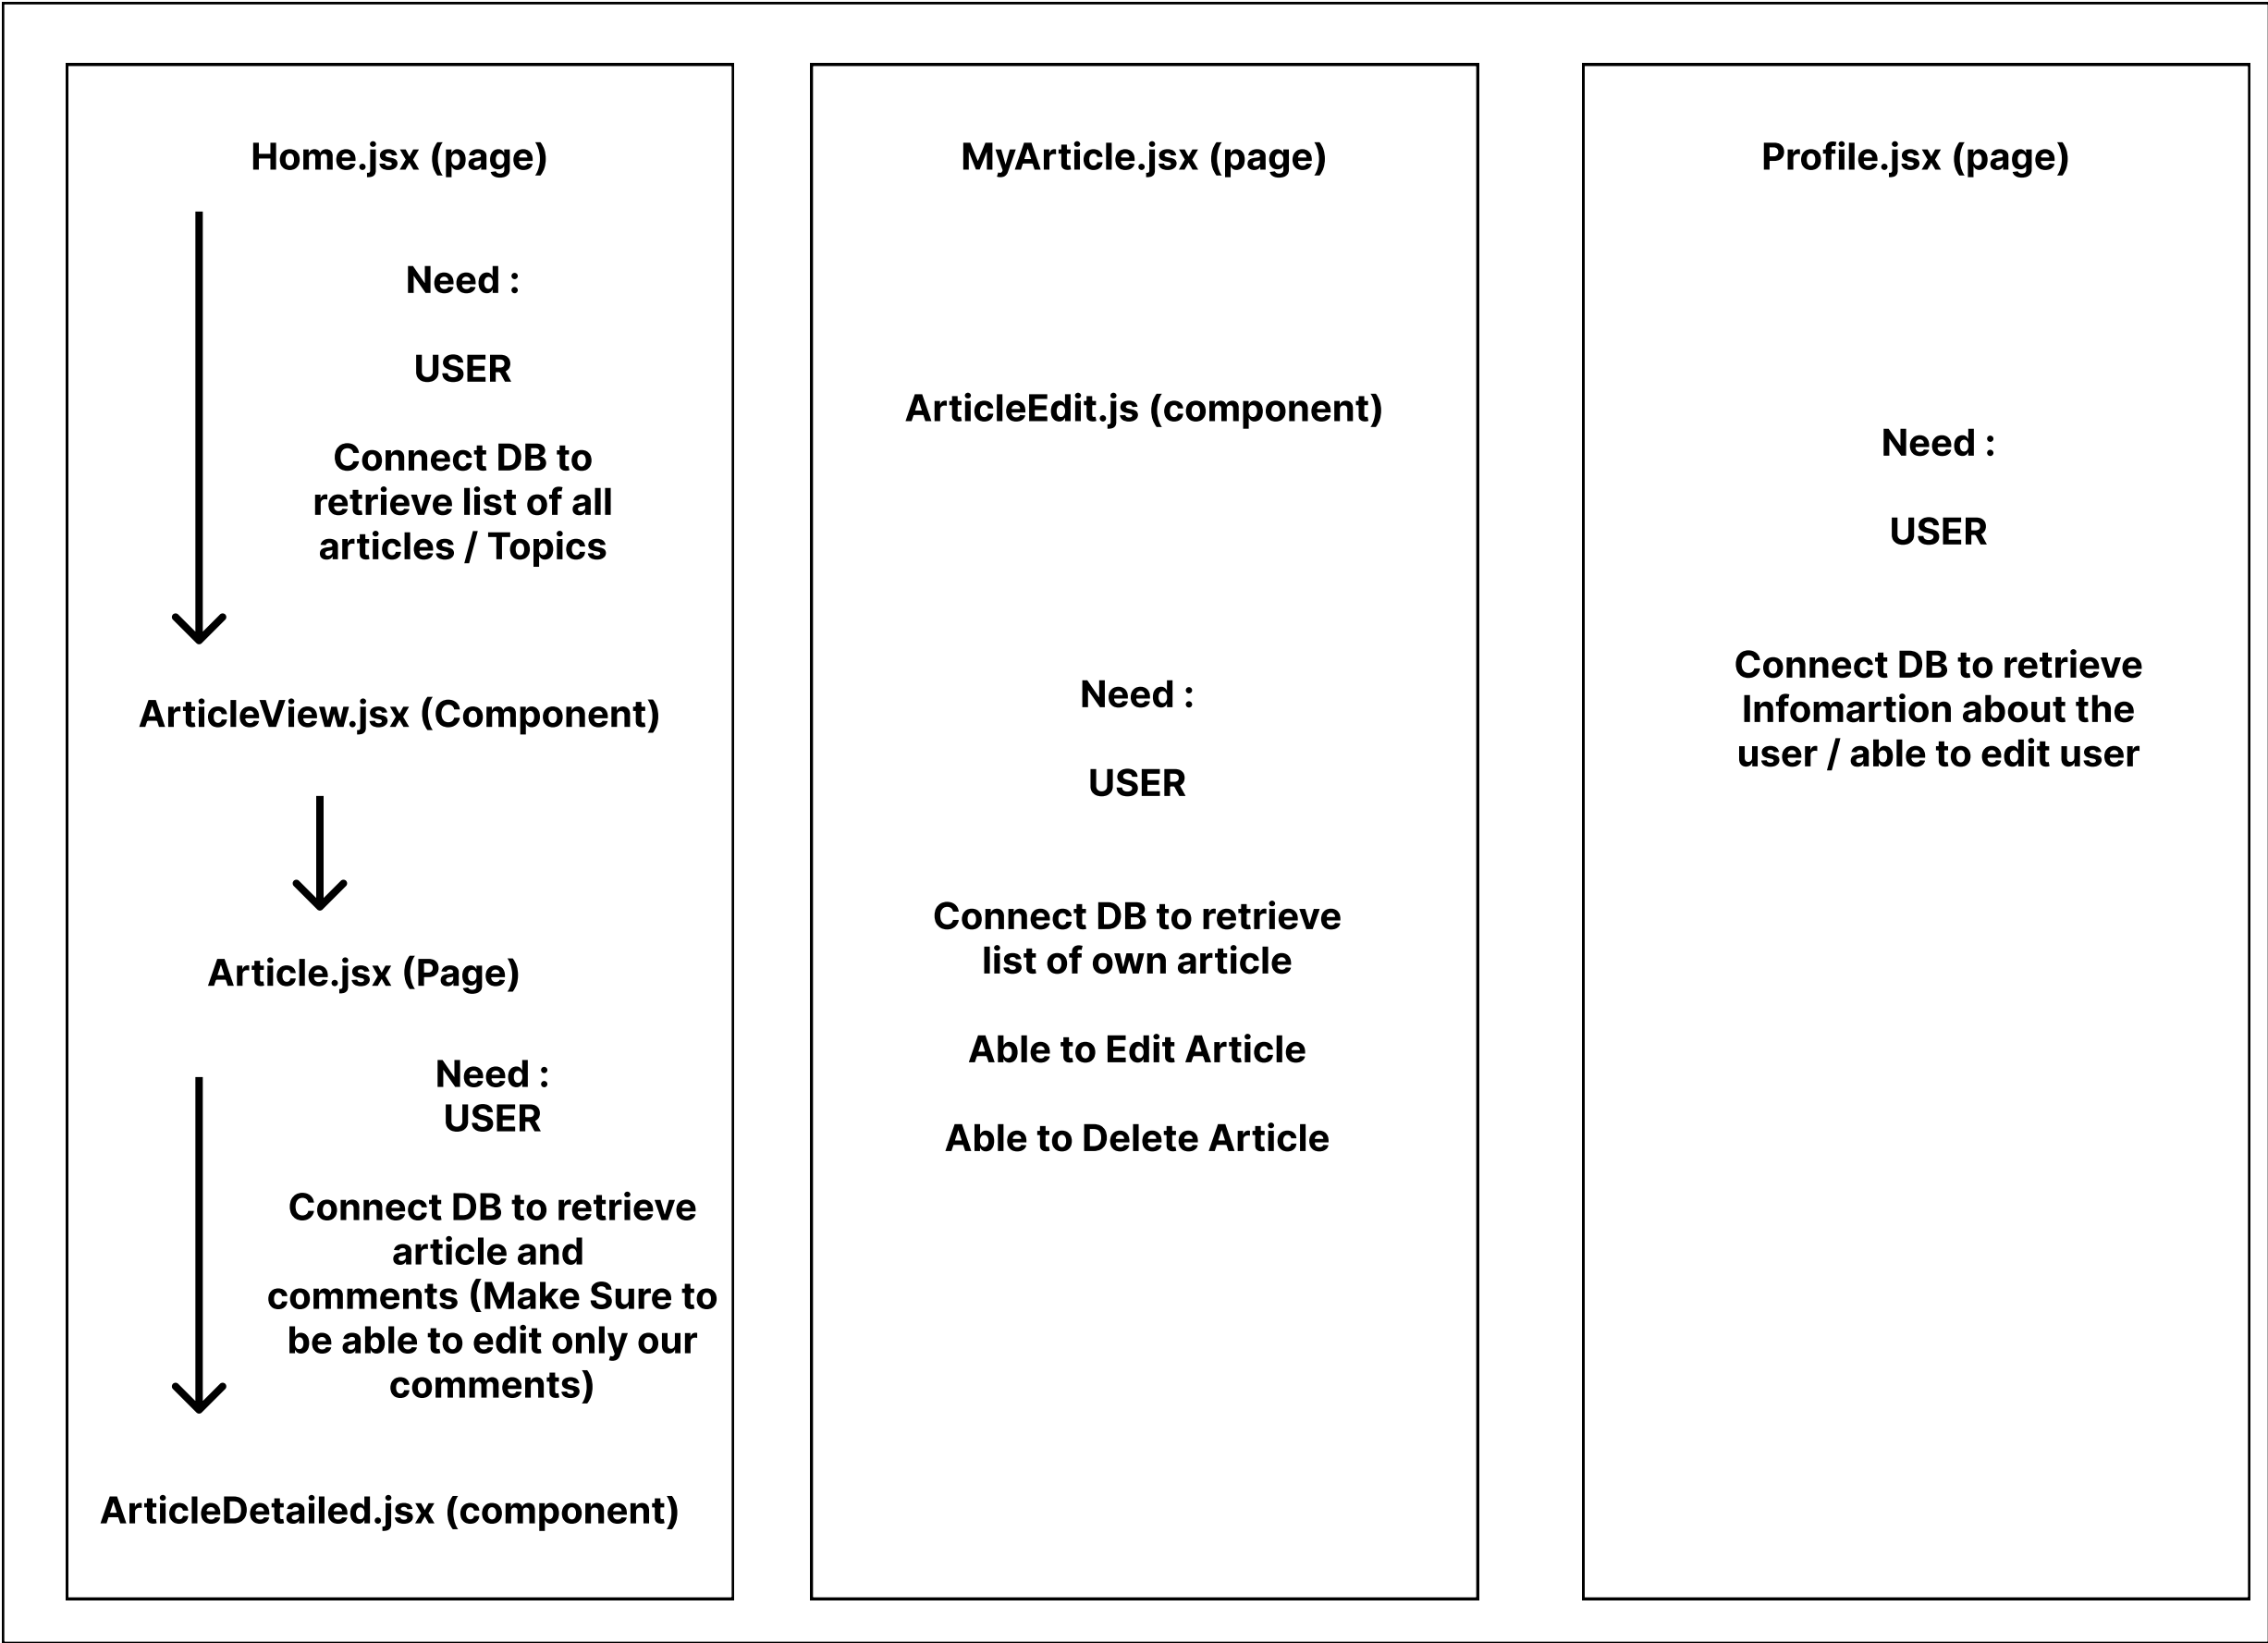 Home.jsx (page)
Need :
USER
Connect DB to
retrieve list of all
articles / Topics
ArticleView.jsx (Component)
Article.jsx (Page)
Need :
USER
Connect DB to retrieve
article and
comments (Make Sure to
be able to edit only our
comments)
ArticleDetailed.jsx (component)
MyArticle.jsx (page)
ArticleEdit.js (component)
Need :
USER
Connect DB to retrieve
list of own article
Able to Edit Article
Able to Delete Article
Profile.jsx (page)
Need :
USER
Connect DB to retrieve
Infomartion about the
user / able to edit user